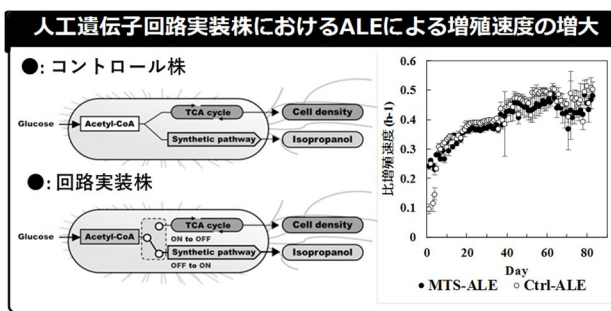 人工遺伝子回路実装株におけるALEによる増殖速度の増大
●: コントロール株
Glucose
Acetyl-CoA
TCA cycle
Cell density
Synthetic pathway
Isopropanol
●: 回路実装株
Glucose
Acetyl-CoA
TCA cycle
Cell density
ON to OFF
Synthetic pathway
Isopropanol
OFF to ON
比増殖速度 (h-1)
0.6
0.5
0.4
0.3
0.2
0.1
0
0 20 40 60 80 100
Day
● MTS-ALE ○ Ctrl-ALE